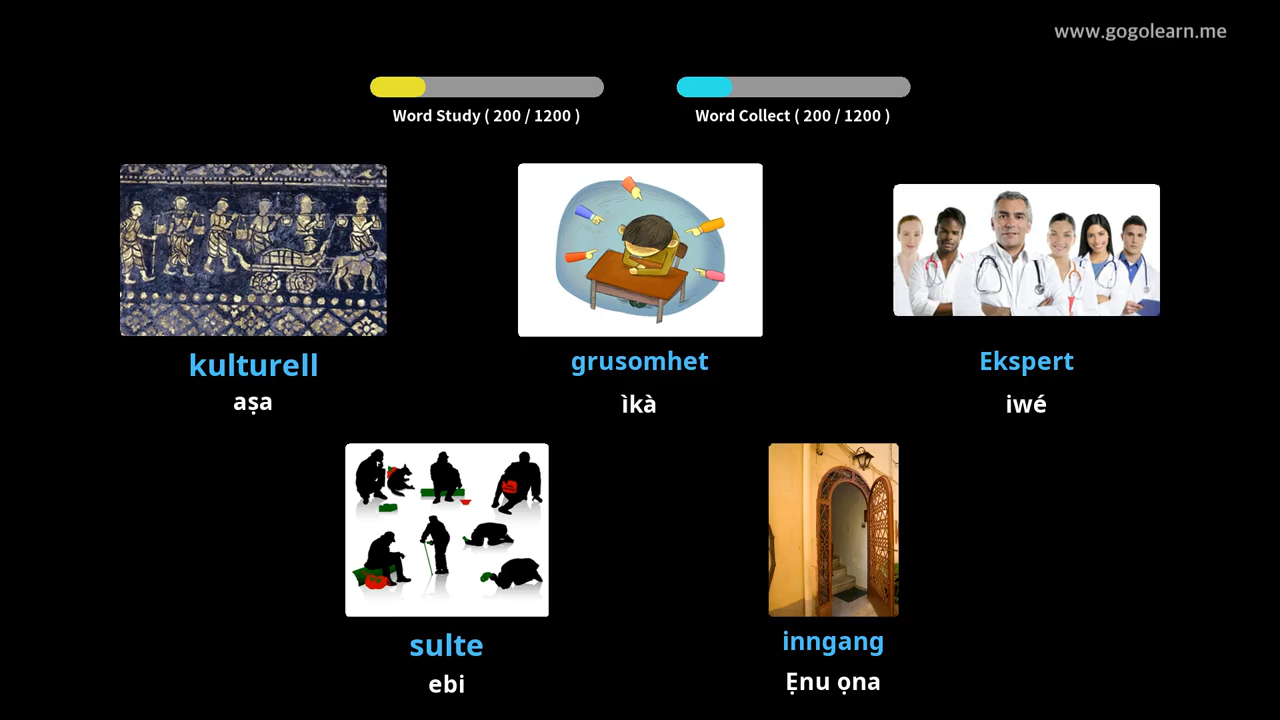 www.gogolearn.me
Word Study ( 200 / 1200 )
Word Collect ( 200 / 1200 )
kulturell
aṣa
grusomhet
ìkà
Ekspert
iwé
sulte
ebi
inngang
Ẹnu ọna